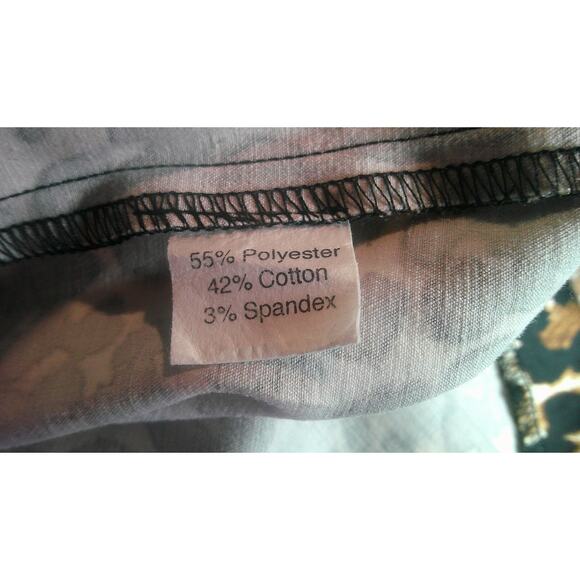 55% Polyester
42% Cotton
3% Spandex